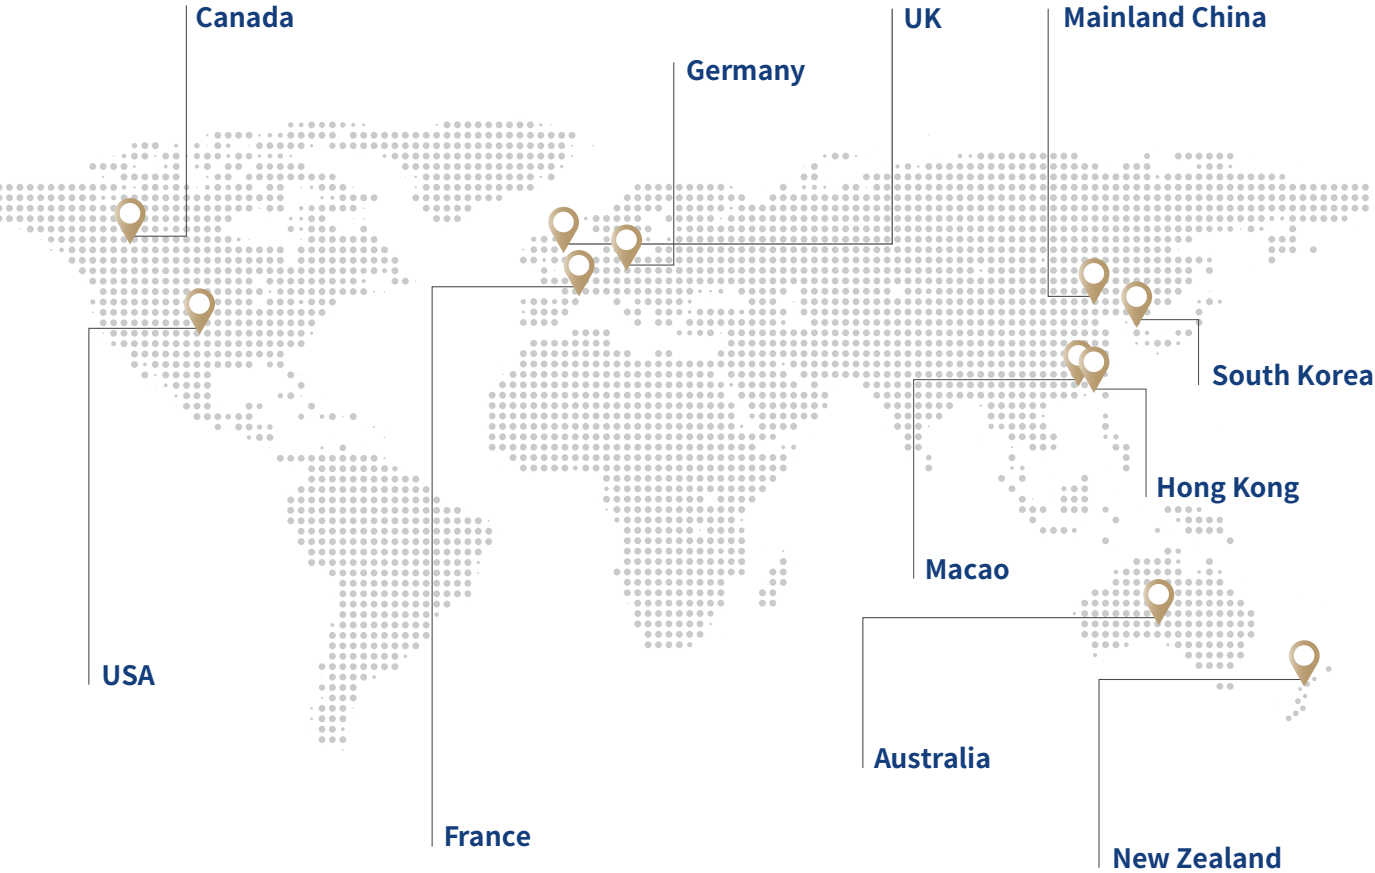 Canada
UK
Mainland China
Germany
South Korea
Hong Kong
Macao
USA
Australia
France
New Zealand